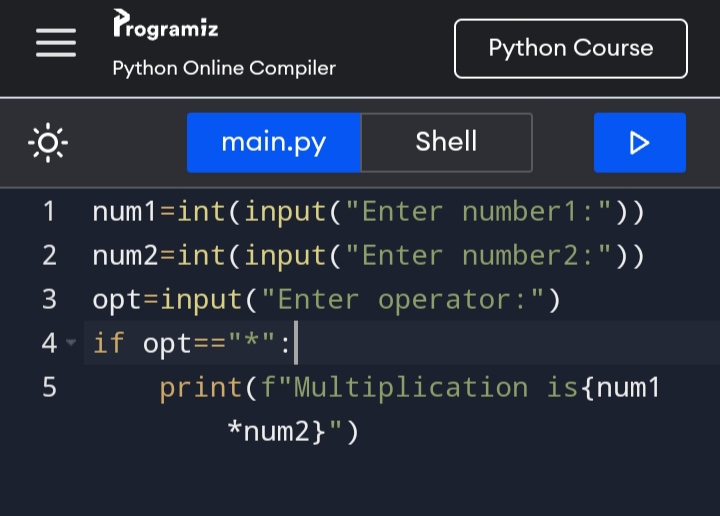 Programiz
Python Online Compiler
Python Course
main.py
Shell
1 num1=int(input("Enter number1:"))
2 num2=int(input("Enter number2:"))
3 opt=input("Enter operator:")
4 if opt=="*":
5     print(f"Multiplication is{num1
*num2}")